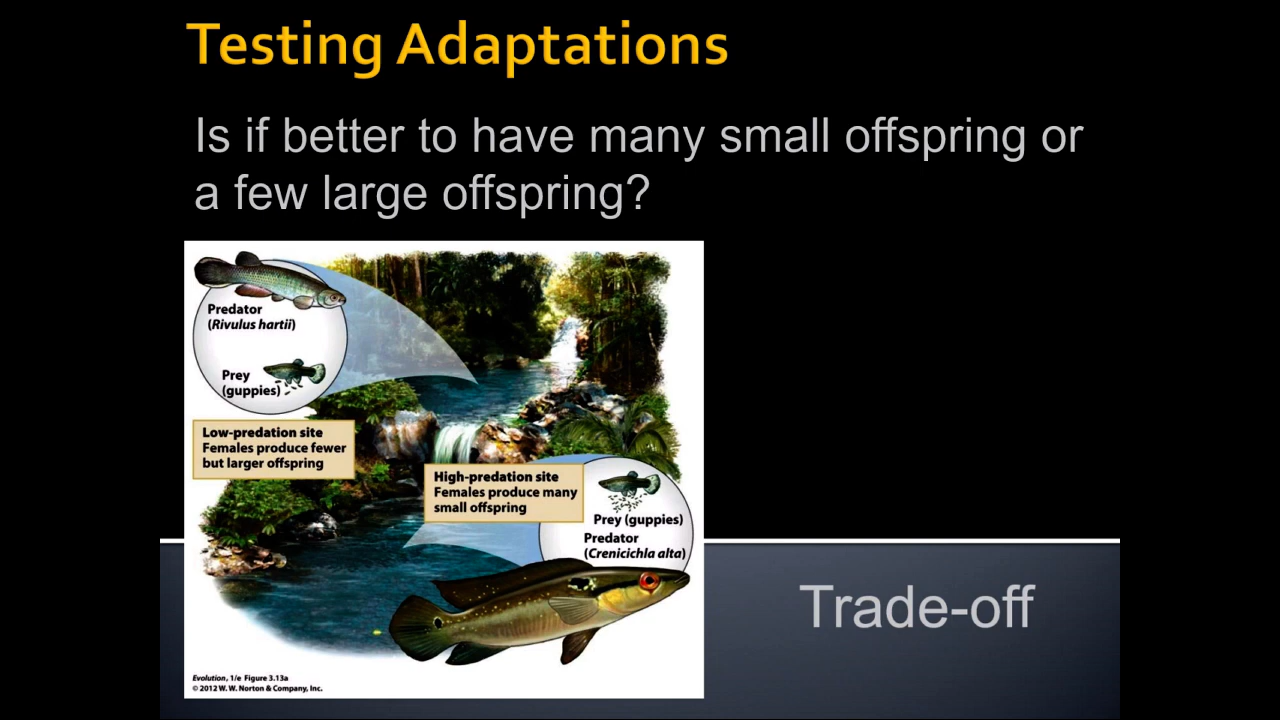 Testing Adaptations
Is if better to have many small offspring or
a few large offspring?
Predator
(Rivulus hartii)
Prey
(guppies)
Low-predation site
Females produce fewer
but larger offspring
High-predation site
Females produce many
small offspring
Prey (guppies)
Predator
(Crenicichla alta)
Evolution, 1/e Figure 3.13a
© 2012 W. W. Norton & Company, Inc.
Trade-off